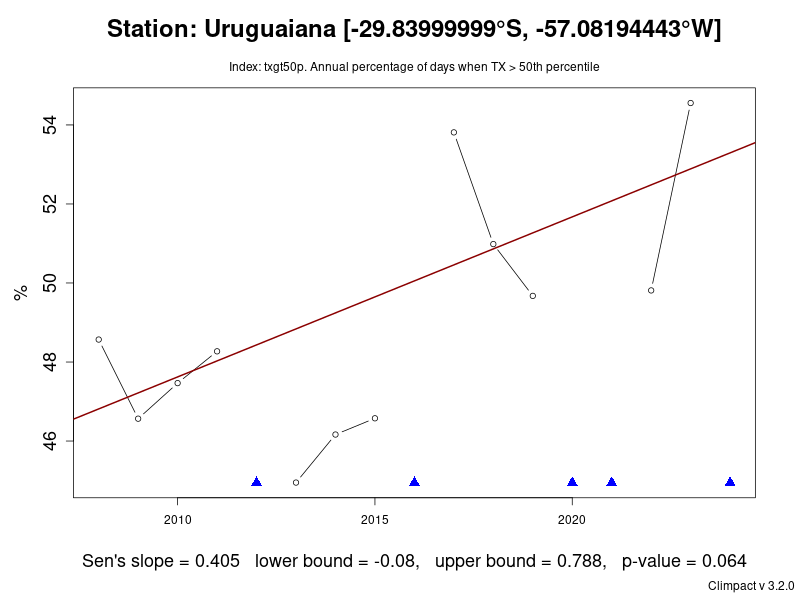 Station: Uruguaiana [-29.83999999°S, -57.08194443°W]
Index: txgt50p. Annual percentage of days when TX > 50th percentile
54
52
50
48
46
%
2010 2015 2020
Sen's slope = 0.405 lower bound = -0.08, upper bound = 0.788, p-value = 0.064
Climpact v 3.2.0